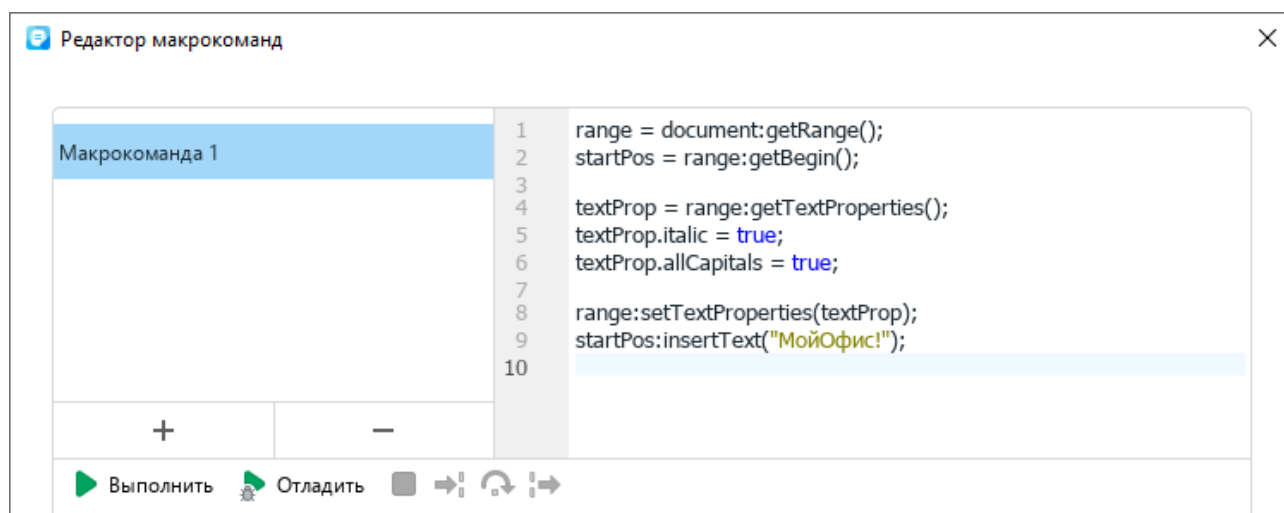 Редактор макрокоманд
Макрокоманда 1
1 range = document:getRange();
2 startPos = range:getBegin();
3
4 textProp = range:getTextProperties();
5 textProp.italic = true;
6 textProp.allCapitals = true;
7
8 range:setTextProperties(textProp);
9 startPos:insertText("МойОфис!");
10
Выполнить Отладить